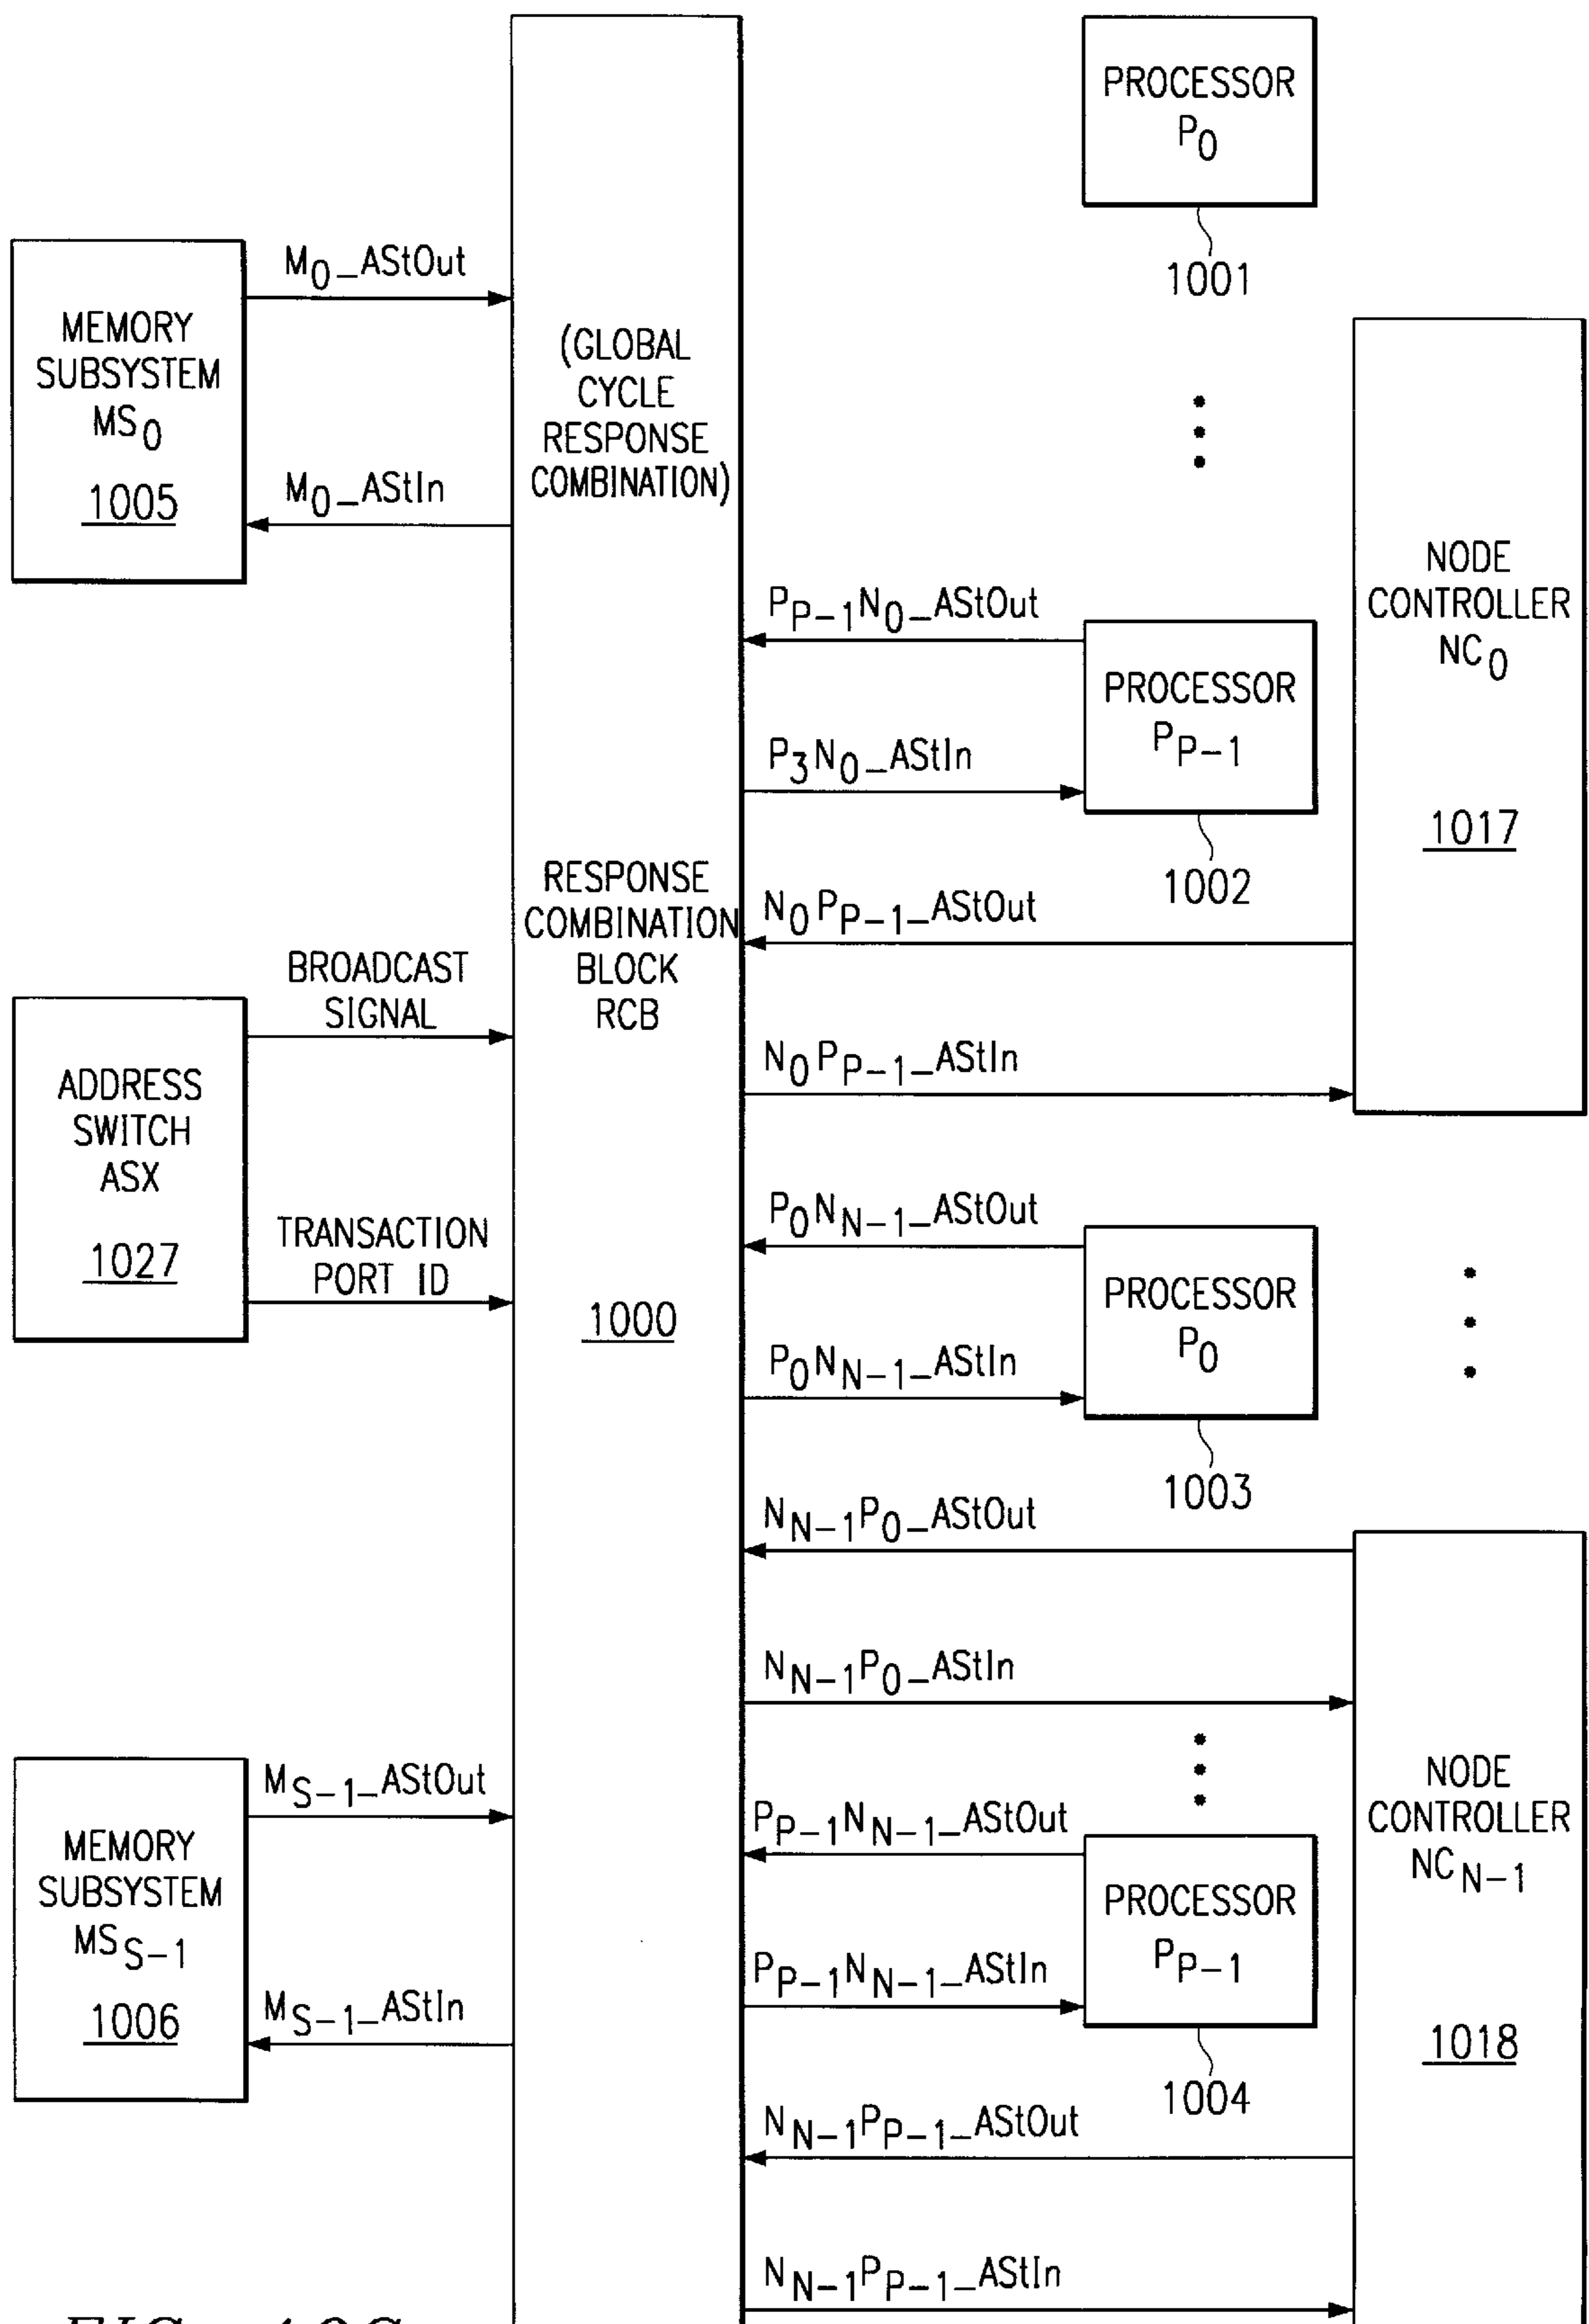 PROCESSOR
P0
1001
M0_AStOut
MEMORY
SUBSYSTEM
MS0
1005
M0_AStIn
(GLOBAL
CYCLE
RESPONSE
COMBINATION)
NODE
CONTROLLER
NC0
1017
PP-1N0_AStOut
PROCESSOR
PP-1
1002
P3N0_AStIn
RESPONSE
COMBINATION
BLOCK
RCB
1000
N0PP-1_AStOut
N0PP-1_AStIn
BROADCAST
SIGNAL
ADDRESS
SWITCH
ASX
1027
TRANSACTION
PORT ID
P0NN-1_AStOut
PROCESSOR
P0
1003
P0NN-1_AStIn
NN-1P0_AStOut
NN-1P0_AStIn
MS-1_AStOut
MEMORY
SUBSYSTEM
MSS-1
1006
MS-1_AStIn
PP-1NN-1_AStOut
PROCESSOR
PP-1
1004
PP-1NN-1_AStIn
NODE
CONTROLLER
NCN-1
1018
NN-1PP-1_AStOut
NN-1PP-1_AStIn